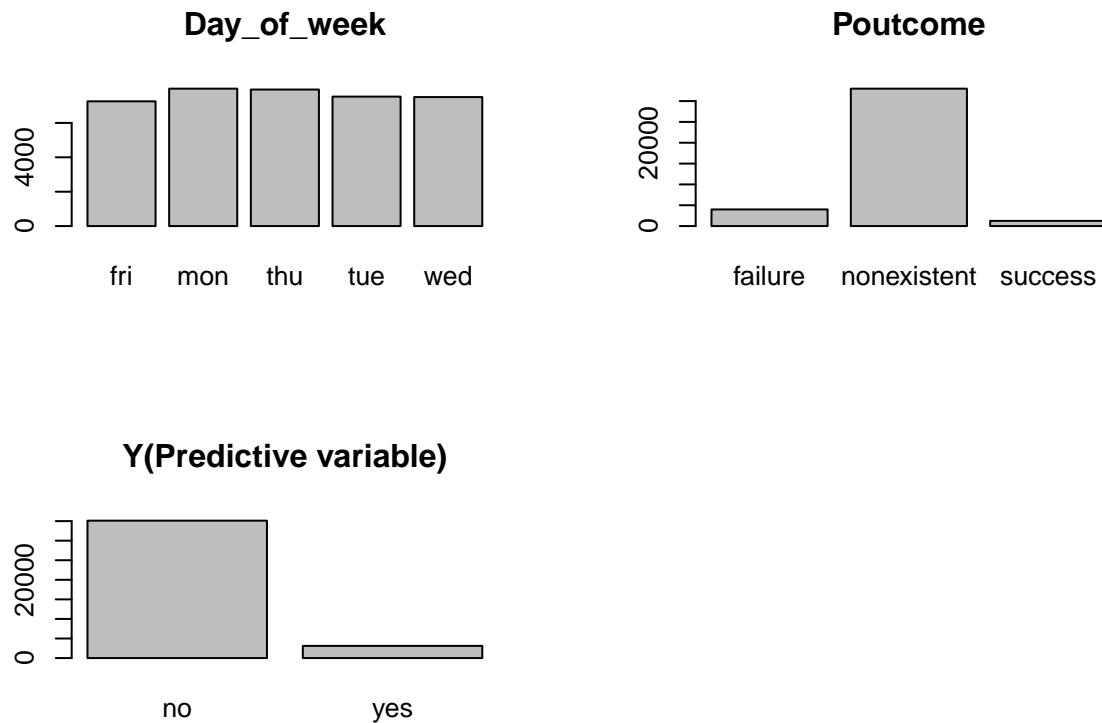 Day_of_week
0 4000
fri mon thu tue wed
Poutcome
0 20000
failure nonexistent success
Y(Predictive variable)
0 20000
no yes